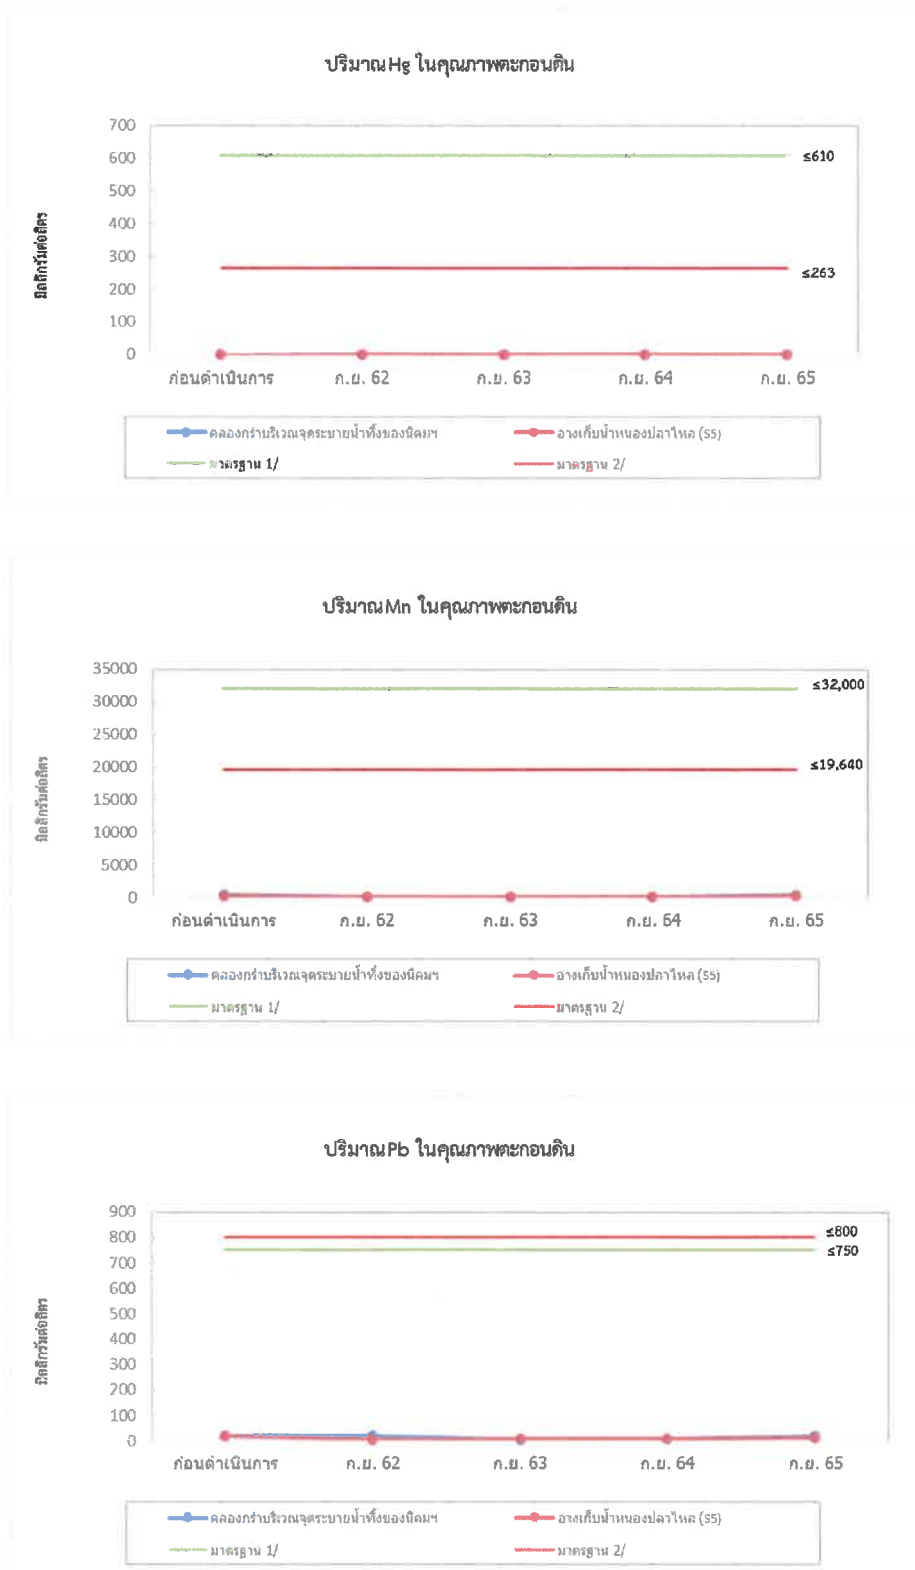 ปริมาณHg ในคุณภาพตะกอนดิน
700
600
500
400
300
200
100
0
มิลลิกรัมต่อลิตร
≤610
≤263
ก่อนดำเนินการ ก.ย. 62 ก.ย. 63 ก.ย. 64 ก.ย. 65
คลองกร่ำบริเวณจุดระบายน้ำทิ้งของนิคมฯ อ่างเก็บน้ำหนองปลาไหล (S5)
มาตรฐาน 1/ มาตรฐาน 2/
ปริมาณMn ในคุณภาพตะกอนดิน
35000
30000
25000
20000
15000
10000
5000
0
มิลลิกรัมต่อลิตร
≤32,000
≤19,640
ก่อนดำเนินการ ก.ย. 62 ก.ย. 63 ก.ย. 64 ก.ย. 65
คลองกร่ำบริเวณจุดระบายน้ำทิ้งของนิคมฯ อ่างเก็บน้ำหนองปลาไหล (S5)
มาตรฐาน 1/ มาตรฐาน 2/
ปริมาณPb ในคุณภาพตะกอนดิน
900
800
700
600
500
400
300
200
100
0
มิลลิกรัมต่อลิตร
≤800
≤750
ก่อนดำเนินการ ก.ย. 62 ก.ย. 63 ก.ย. 64 ก.ย. 65
คลองกร่ำบริเวณจุดระบายน้ำทิ้งของนิคมฯ อ่างเก็บน้ำหนองปลาไหล (S5)
มาตรฐาน 1/ มาตรฐาน 2/